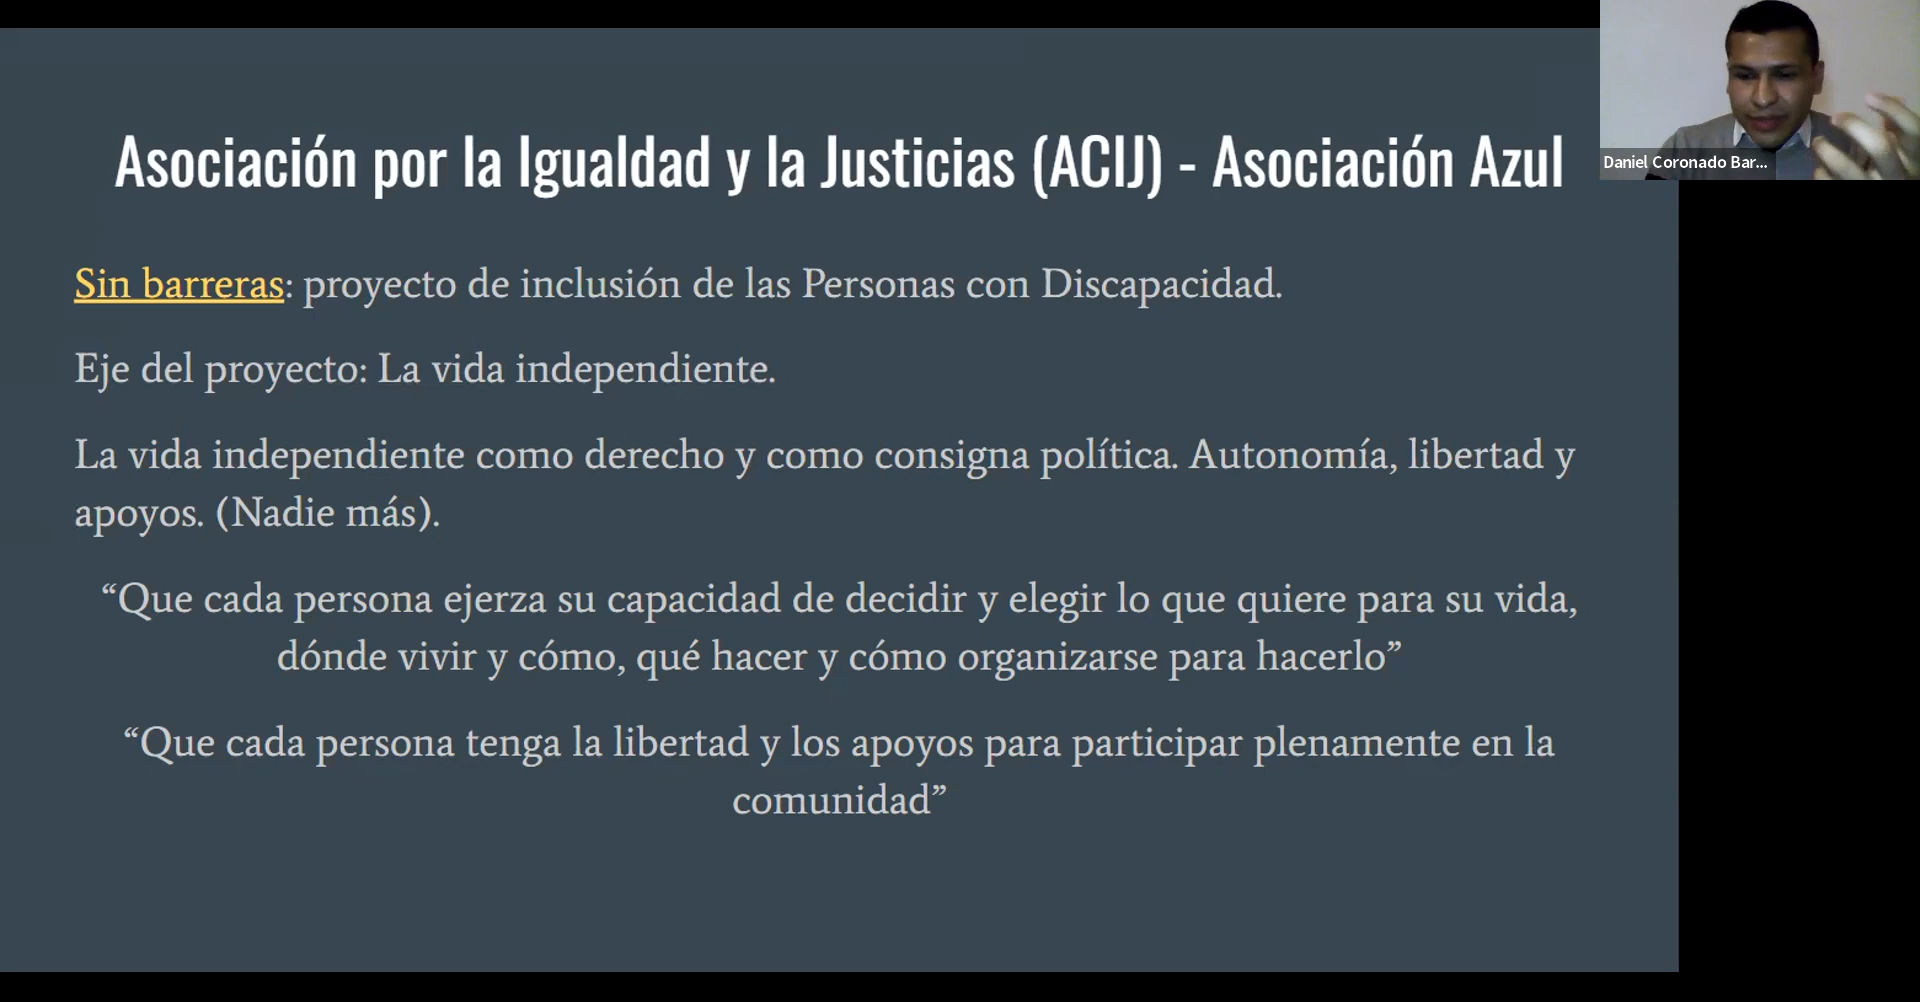 Asociación por la Igualdad y la Justicias (ACIJ) - Asociación Azul
Daniel Coronado Bar...
Sin barreras: proyecto de inclusión de las Personas con Discapacidad.
Eje del proyecto: La vida independiente.
La vida independiente como derecho y como consigna política. Autonomía, libertad y
apoyos. (Nadie más).
“Que cada persona ejerza su capacidad de decidir y elegir lo que quiere para su vida,
dónde vivir y cómo, qué hacer y cómo organizarse para hacerlo”
“Que cada persona tenga la libertad y los apoyos para participar plenamente en la
comunidad”